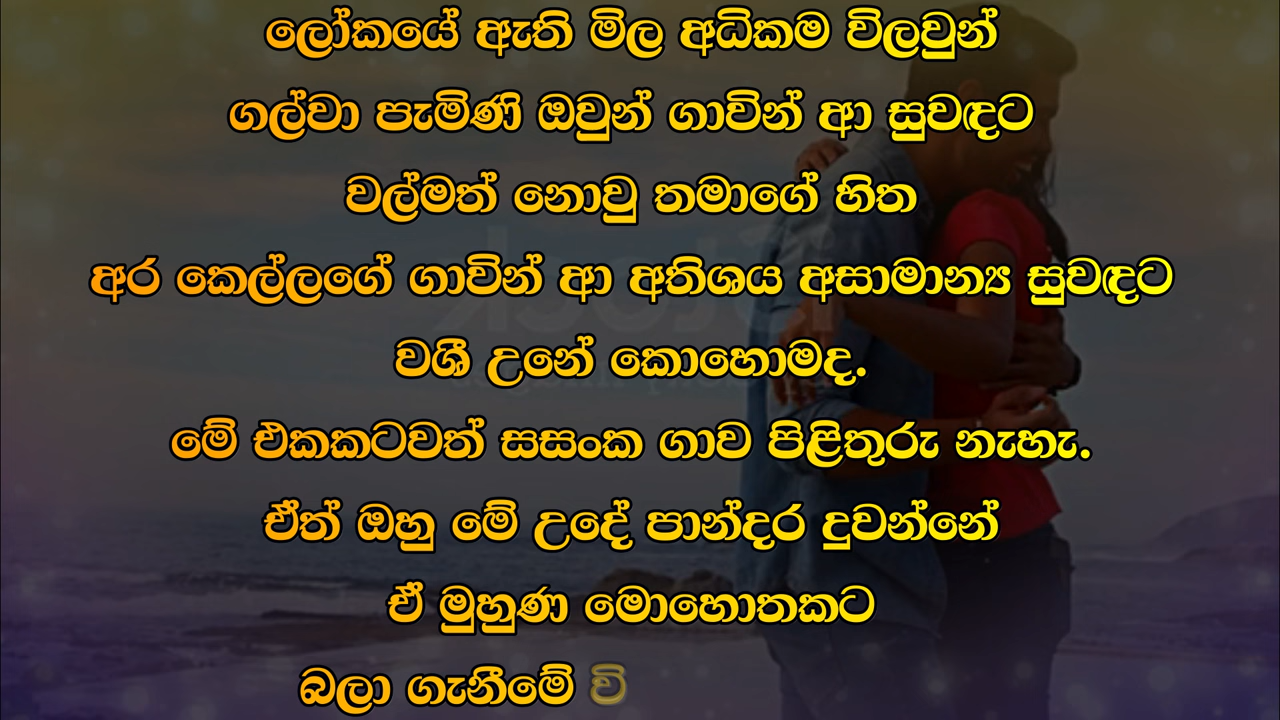 ලෝකයේ ඇති මිල අධිකම විලවුන්
ගල්වා පැමිණි ඔවුන් ගාවින් ආ සුවඳට
වල්මත් නොවු තමාගේ හිත
අර කෙල්ලගේ ගාවින් ආ අතිශය අසාමාන්‍ය සුවඳට
වශී උනේ කොහොමද.
මේ එකකටවත් සසංක ගාව පිළිතුරු නැහැ.
ඒත් ඔහු මේ උදේ පාන්දර දුවන්නේ
ඒ මුහුණ මොහොතකට
බලා ගැනීමේ වි